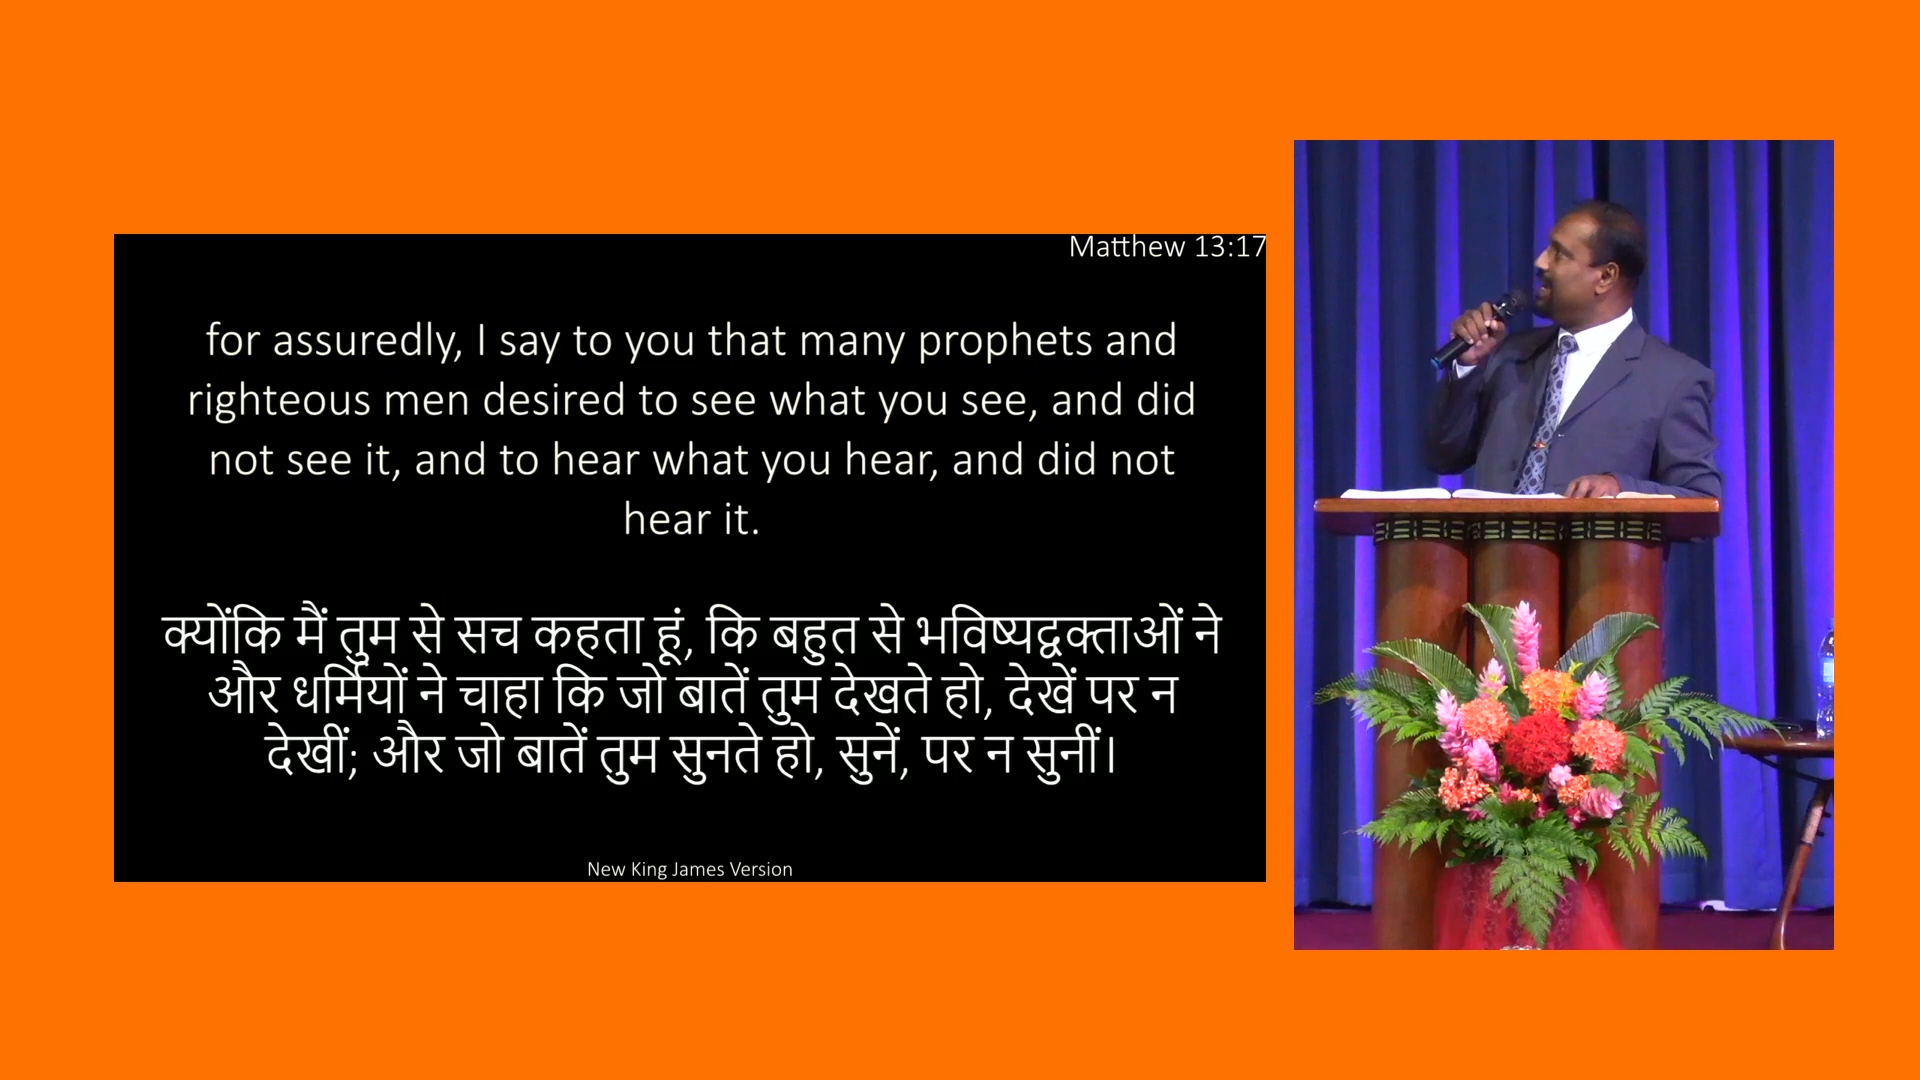 Matthew 13:17
for assuredly, I say to you that many prophets and
righteous men desired to see what you see, and did
not see it, and to hear what you hear, and did not
hear it.
क्योंकि मैं तुम से सच कहता हूं, कि बहुत से भविष्यद्वक्ताओं ने
और धर्मियों ने चाहा कि जो बातें तुम देखते हो, देखें पर न
देखीं; और जो बातें तुम सुनते हो, सुनें, पर न सुनीं।
New King James Version